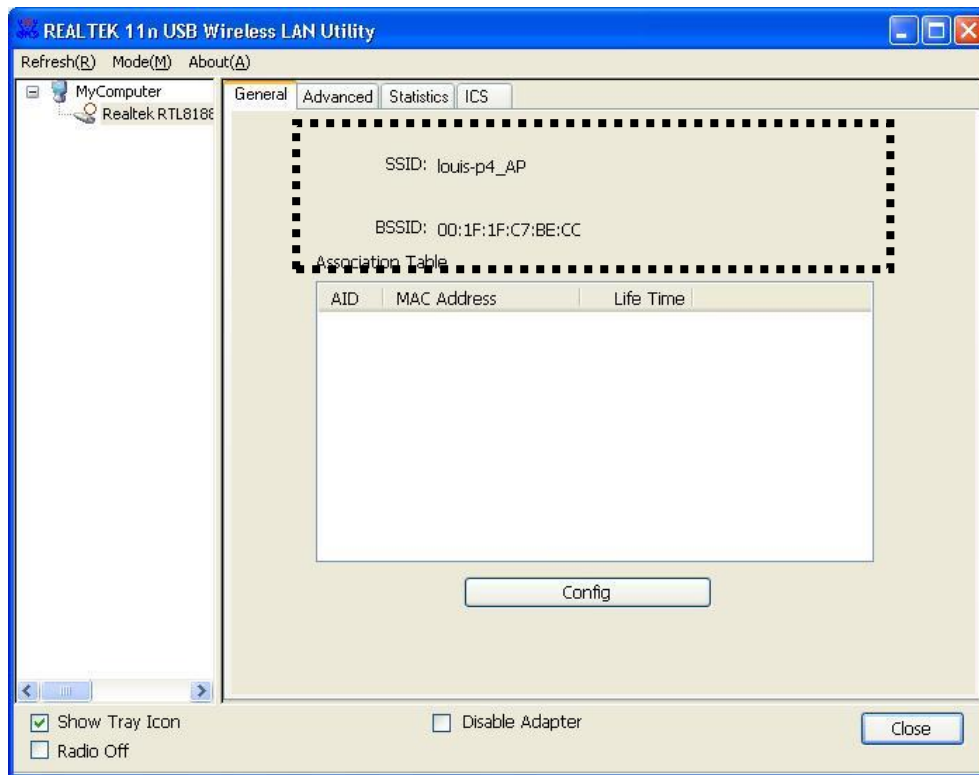 REALTEK 11n USB Wireless LAN Utility
Refresh(R) Mode(M) About(A)
MyComputer
Realtek RTL8188
General Advanced Statistics ICS
SSID: louis-p4_AP
BSSID: 00:1F:1F:C7:BE:CC
Association Table
AID MAC Address Life Time
Config
Show Tray Icon
Disable Adapter
Radio Off
Close